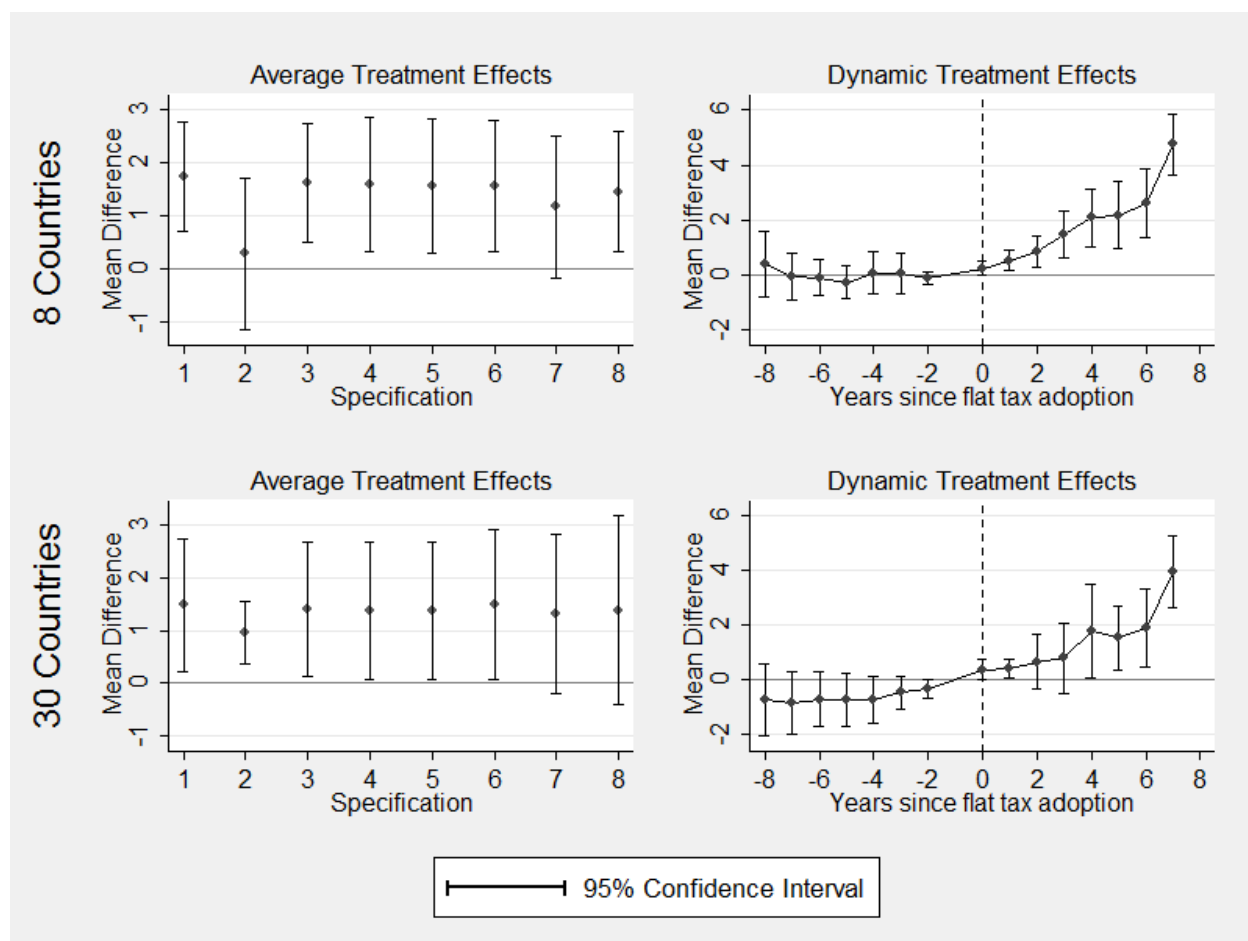 8 Countries
Average Treatment Effects
Mean Difference
3
2
1
0
-1
1 2 3 4 5 6 7 8
Specification
Dynamic Treatment Effects
Mean Difference
6
4
2
0
-2
-8 -6 -4 -2 0 2 4 6 8
Years since flat tax adoption
30 Countries
Average Treatment Effects
Mean Difference
3
2
1
0
-1
1 2 3 4 5 6 7 8
Specification
Dynamic Treatment Effects
Mean Difference
6
4
2
0
-2
-8 -6 -4 -2 0 2 4 6 8
Years since flat tax adoption
95% Confidence Interval